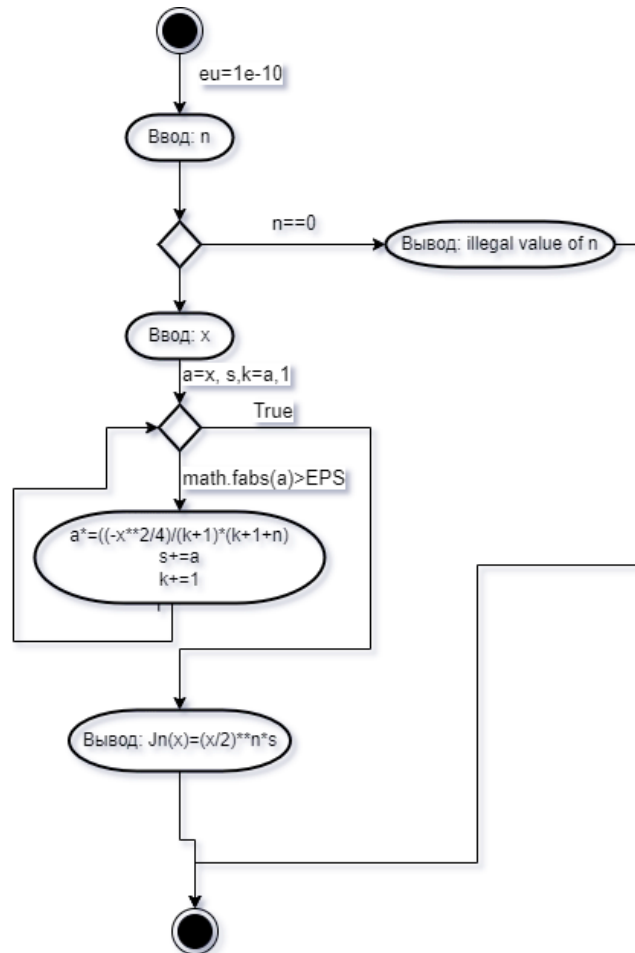 eu=1e-10
Ввод: n
n==0
Вывод: illegal value of n
Ввод: x
a=x, s,k=a,1
True
math.fabs(a)>EPS
a*=((-x**2/4)/(k+1)*(k+1+n)
s+=a
k+=1
Вывод: Jn(x)=(x/2)**n*s